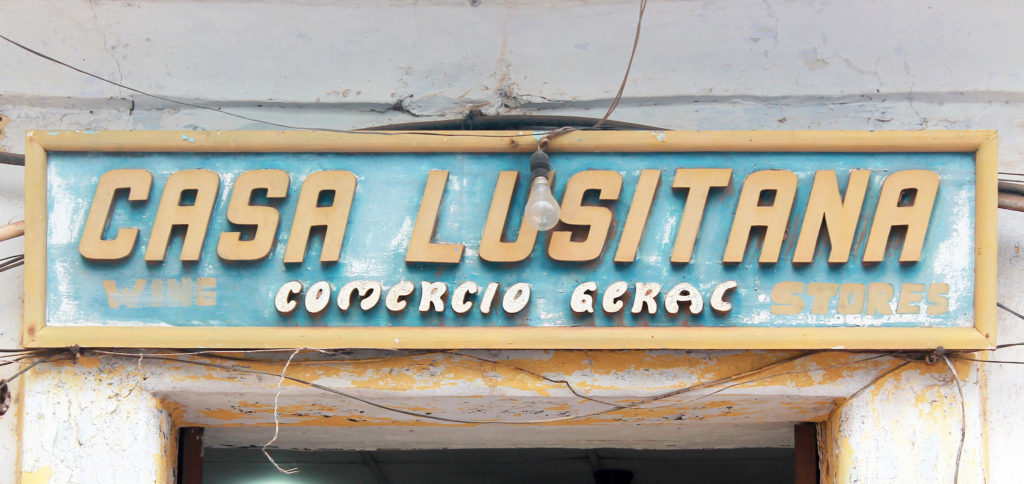 CASA LUSITANA
WINE COMERCIO GERAL STORES